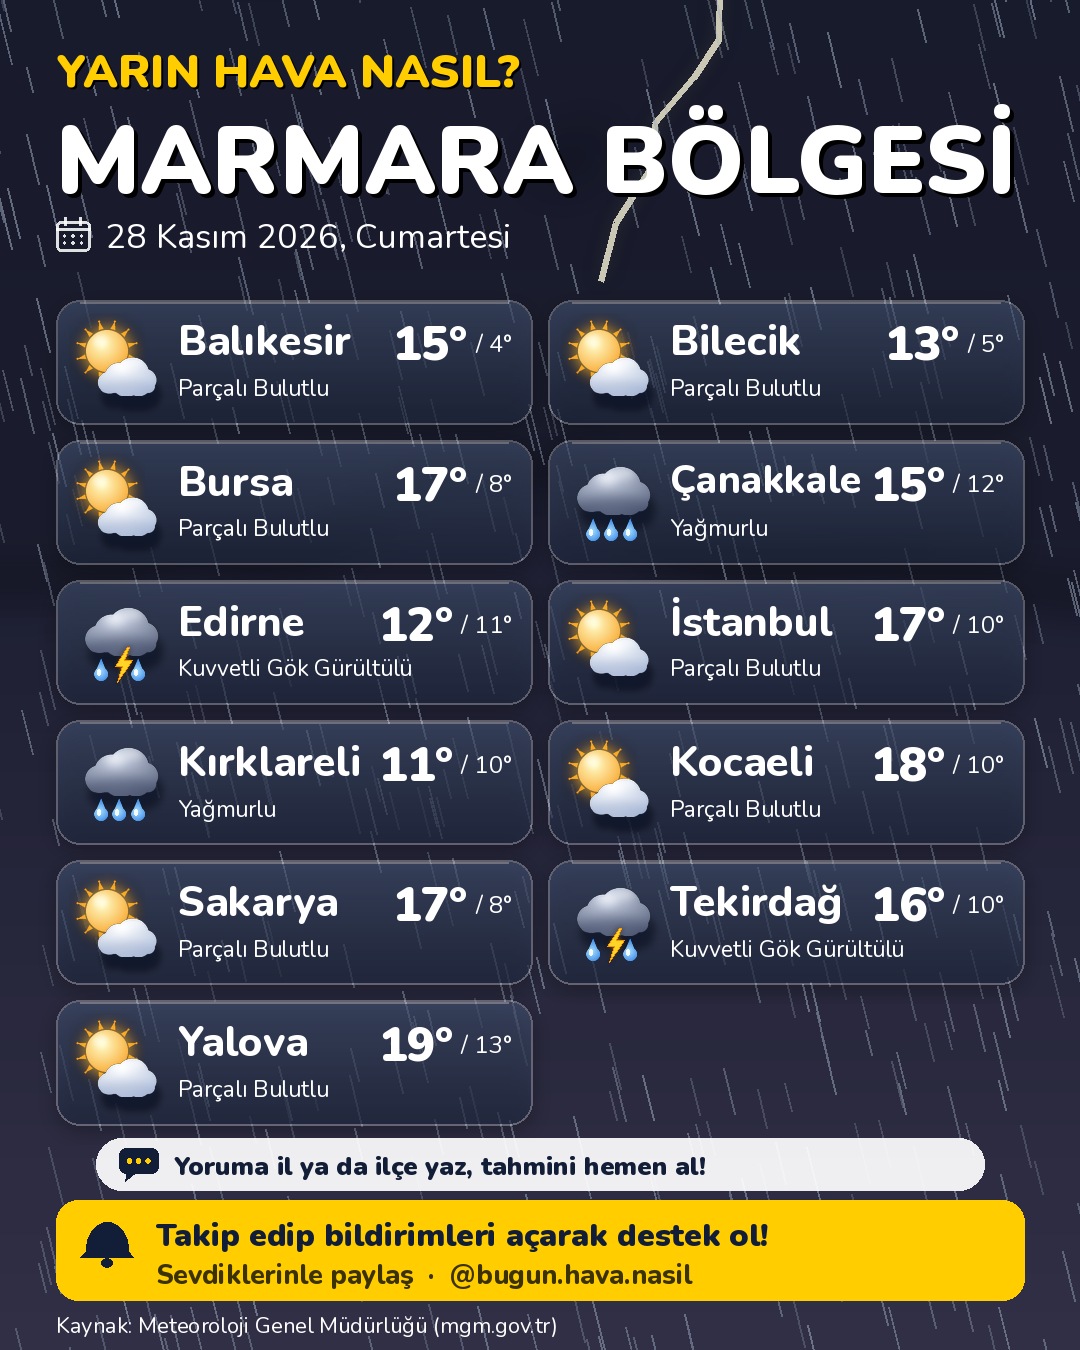 YARIN HAVA NASIL?
MARMARA BÖLGESİ
28 Kasım 2026, Cumartesi
Balıkesir 15° / 4°
Parçalı Bulutlu
Bilecik 13° / 5°
Parçalı Bulutlu
Bursa 17° / 8°
Parçalı Bulutlu
Çanakkale 15° / 12°
Yağmurlu
Edirne 12° / 11°
Kuvvetli Gök Gürültülü
İstanbul 17° / 10°
Parçalı Bulutlu
Kırklareli 11° / 10°
Yağmurlu
Kocaeli 18° / 10°
Parçalı Bulutlu
Sakarya 17° / 8°
Parçalı Bulutlu
Tekirdağ 16° / 10°
Kuvvetli Gök Gürültülü
Yalova 19° / 13°
Parçalı Bulutlu
Yoruma il ya da ilçe yaz, tahmini hemen al!
Takip edip bildirimleri açarak destek ol!
Sevdiklerinle paylaş · @bugun.hava.nasil
Kaynak: Meteoroloji Genel Müdürlüğü (mgm.gov.tr)